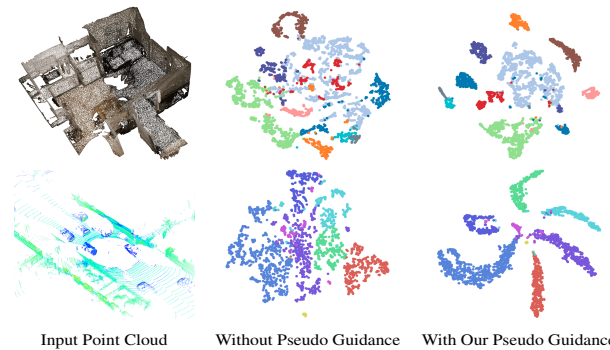 Input Point Cloud
Without Pseudo Guidance
With Our Pseudo Guidance